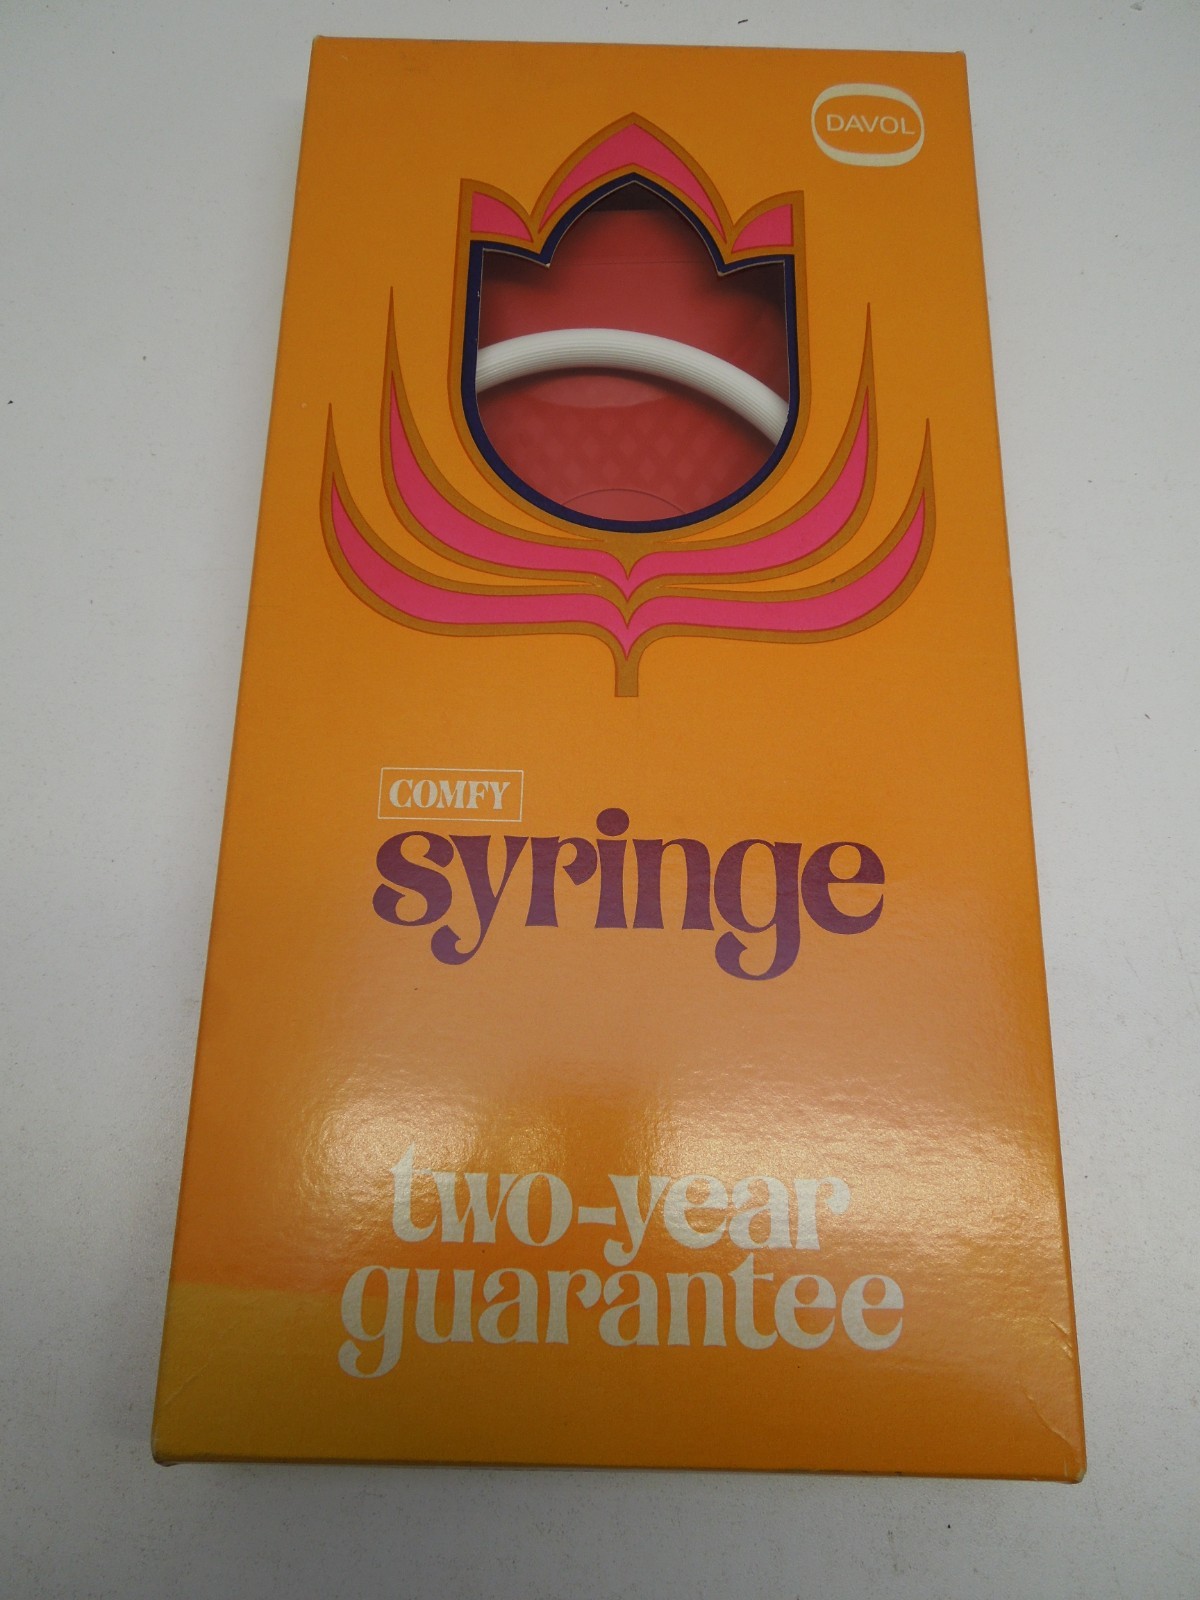 DAVOL
COMFY
syringe
two-year
guarantee